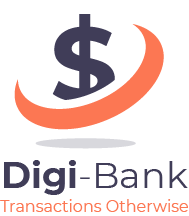 $
Digi-Bank
Transactions Otherwise